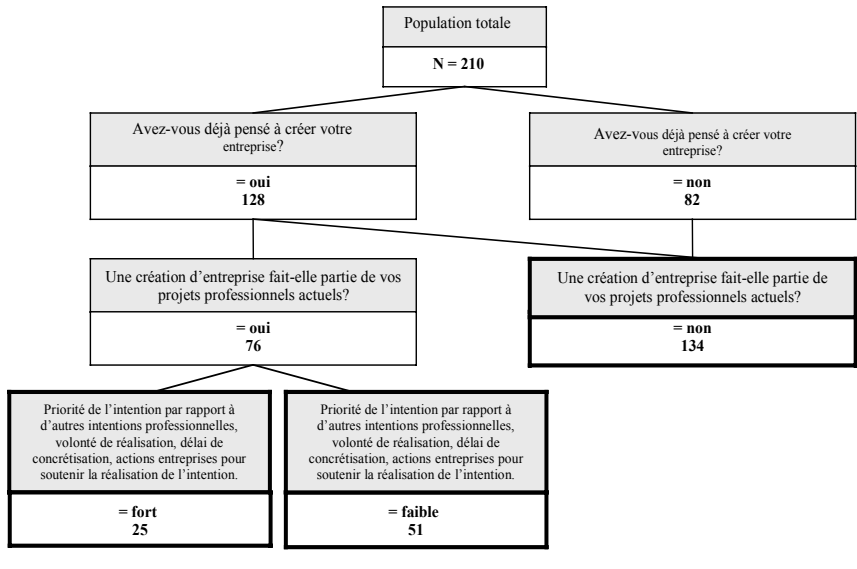 Population totale
N = 210
Avez-vous déjà pensé à créer votre
entreprise?
= oui
128
Avez-vous déjà pensé à créer votre
entreprise?
= non
82
Une création d’entreprise fait-elle partie de vos
projets professionnels actuels?
= oui
76
Une création d’entreprise fait-elle partie de
vos projets professionnels actuels?
= non
134
Priorité de l’intention par rapport à
d’autres intentions professionnelles,
volonté de réalisation, délai de
concrétisation, actions entreprises pour
soutenir la réalisation de l’intention.
= fort
25
Priorité de l’intention par rapport à
d’autres intentions professionnelles,
volonté de réalisation, délai de
concrétisation, actions entreprises pour
soutenir la réalisation de l’intention.
= faible
51